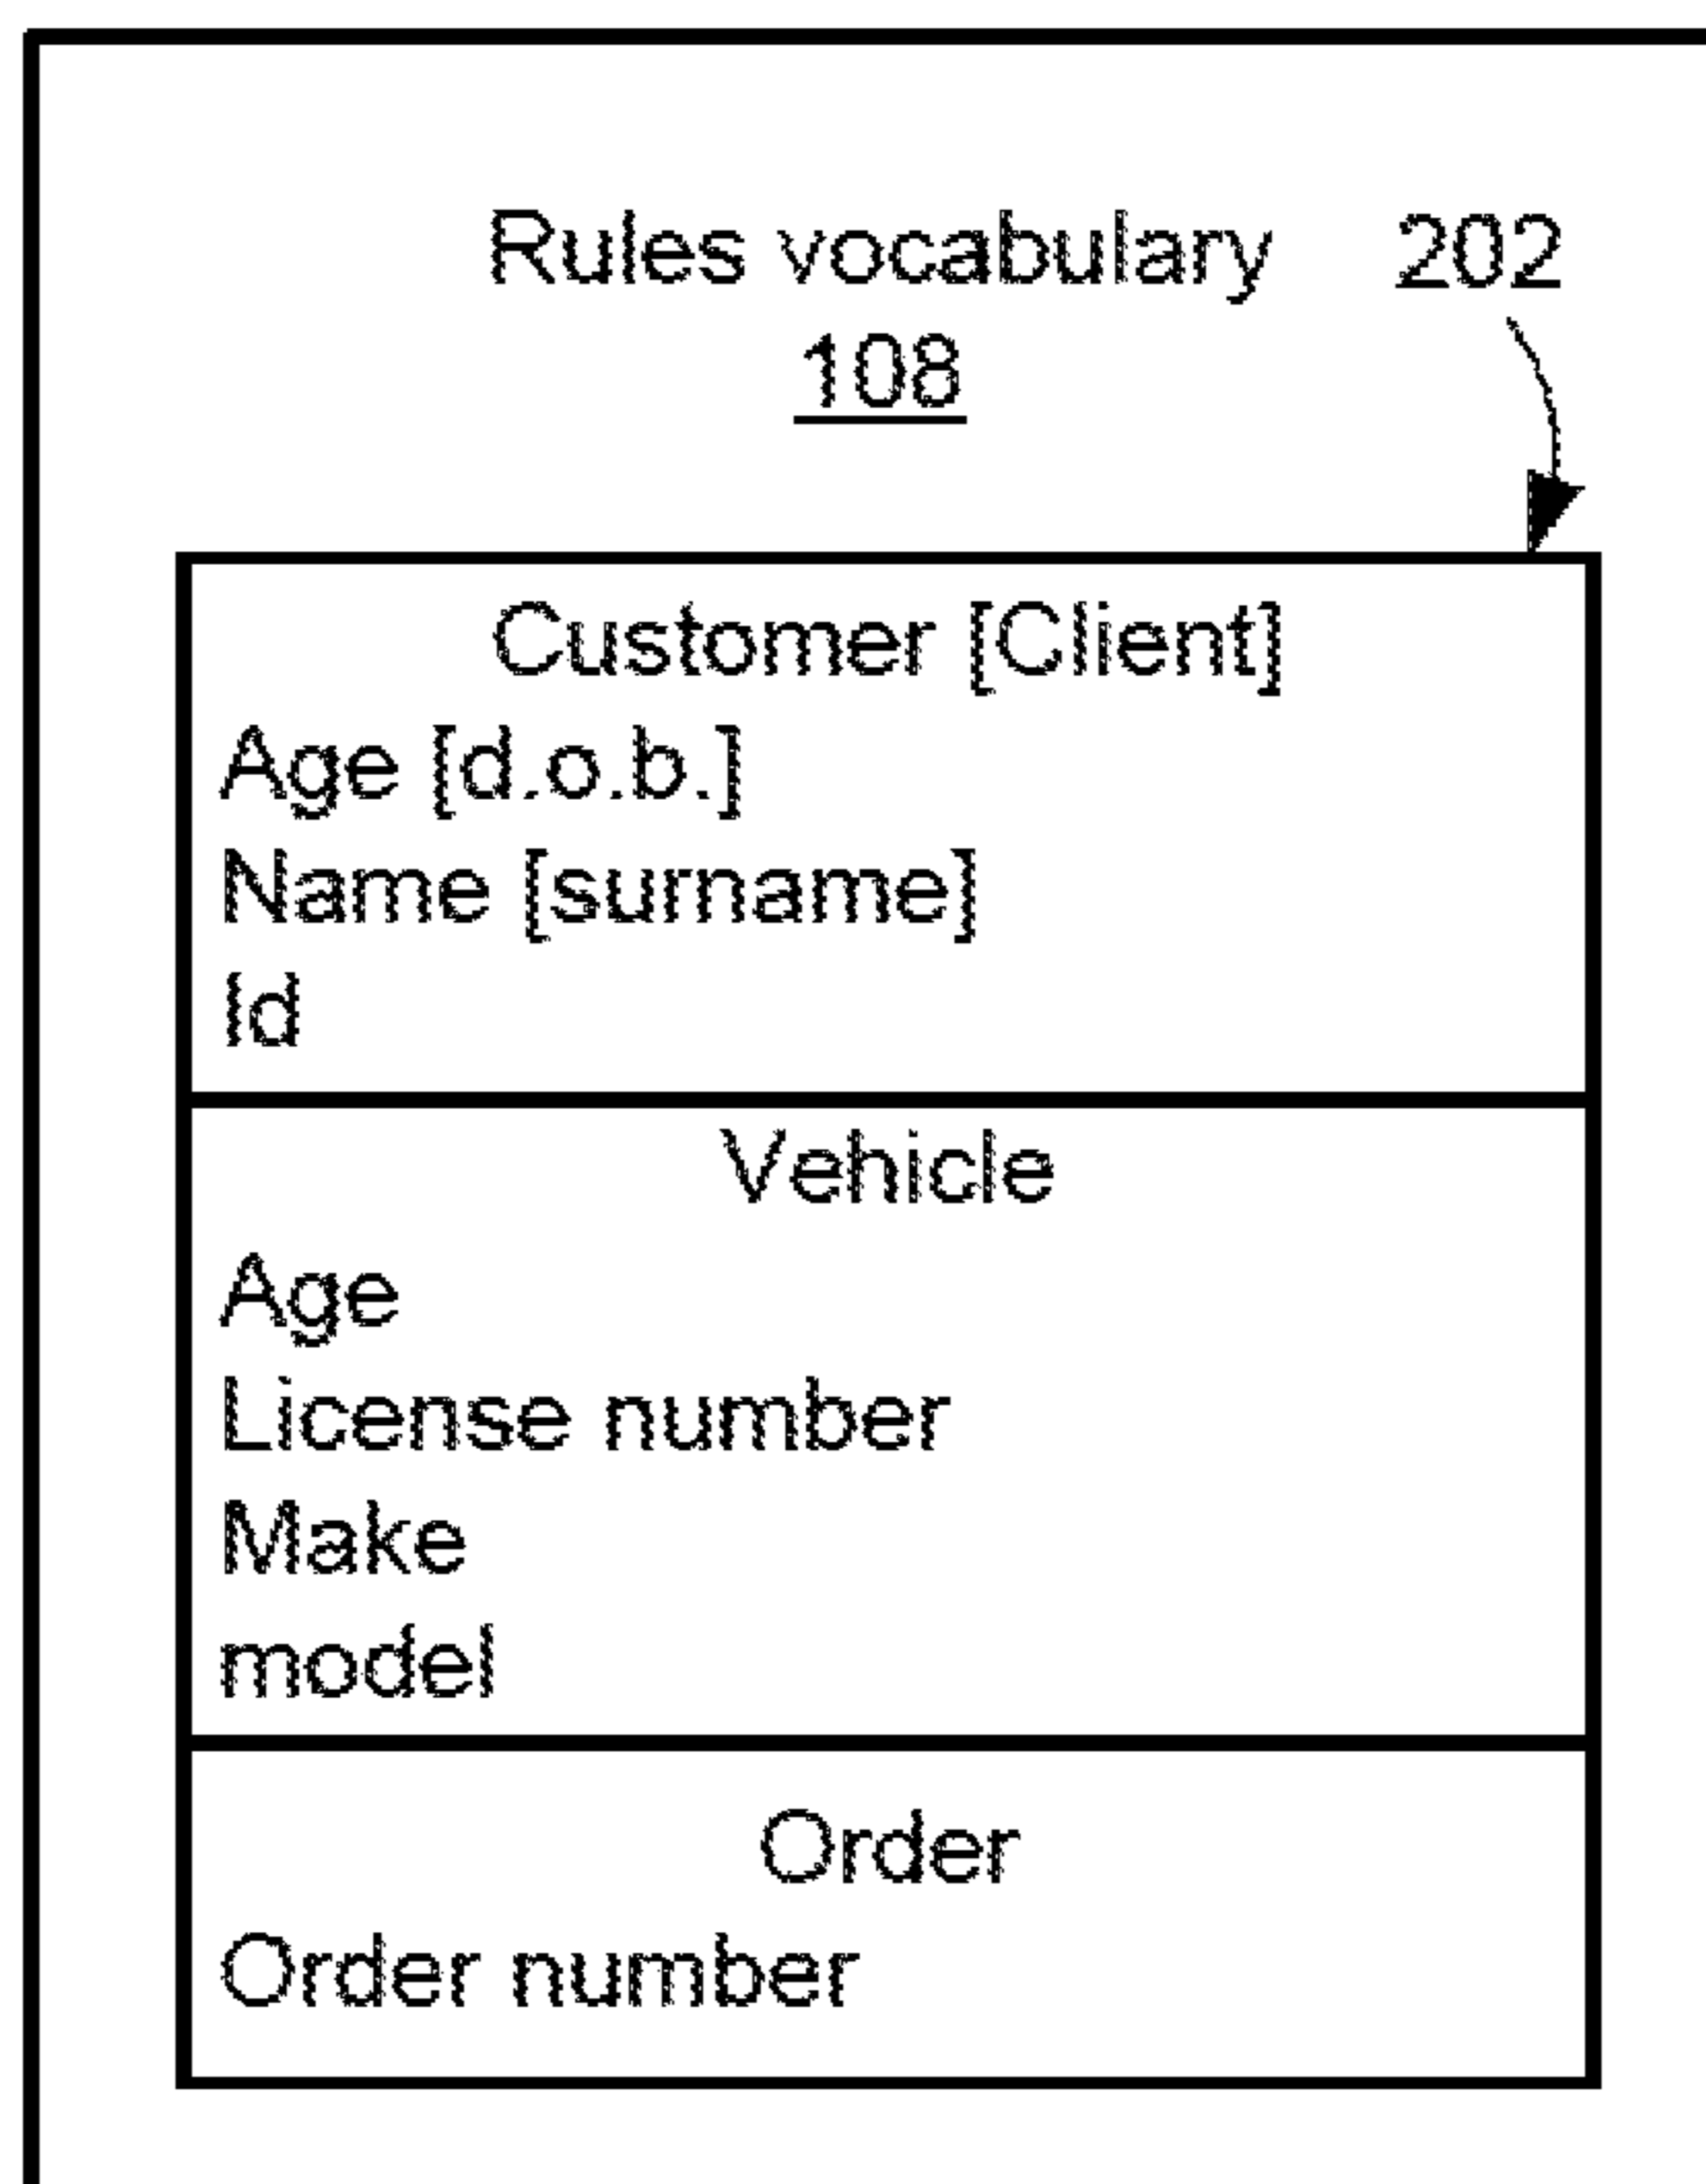 Rules vocabulary 202
108
Customer [Client]
Age [d.o.b.]
Name [surname]
Id
Vehicle
Age
License number
Make
model
Order
Order number